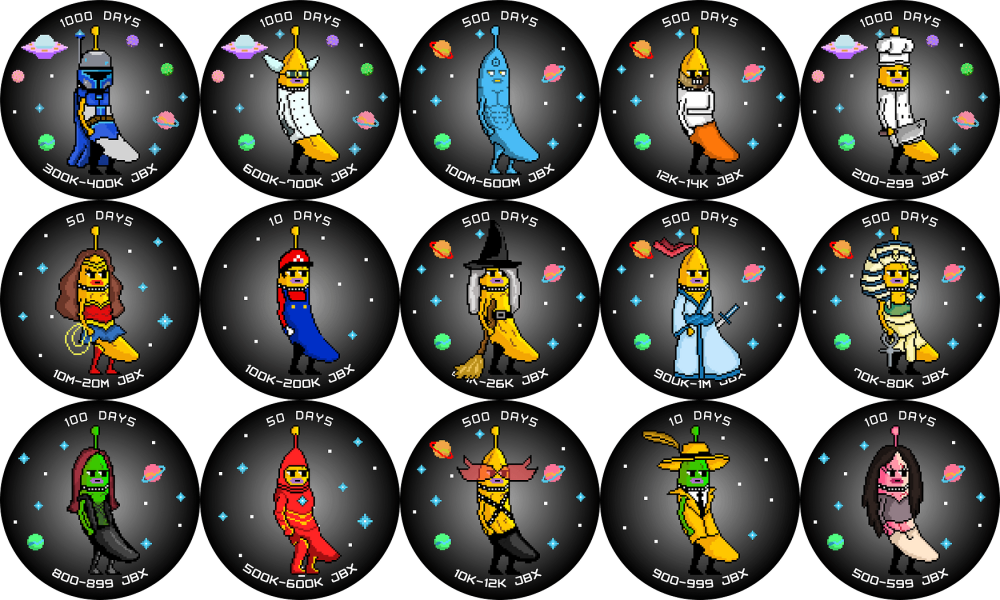 1000 DAYS
300K-400K JBX
1000 DAYS
600K-700K JBX
500 DAYS
100M-600M JBX
500 DAYS
12K-14K JBX
1000 DAYS
200-299 JBX
50 DAYS
10M-20M JBX
10 DAYS
100K-200K JBX
500 DAYS
-26K JBX
500 DAYS
900K-1M JBX
500 DAYS
70K-80K JBX
100 DAYS
800-899 JBX
50 DAYS
500K-600K JBX
500 DAYS
10K-12K JBX
10 DAYS
900-999 JBX
100 DAYS
500-599 JBX